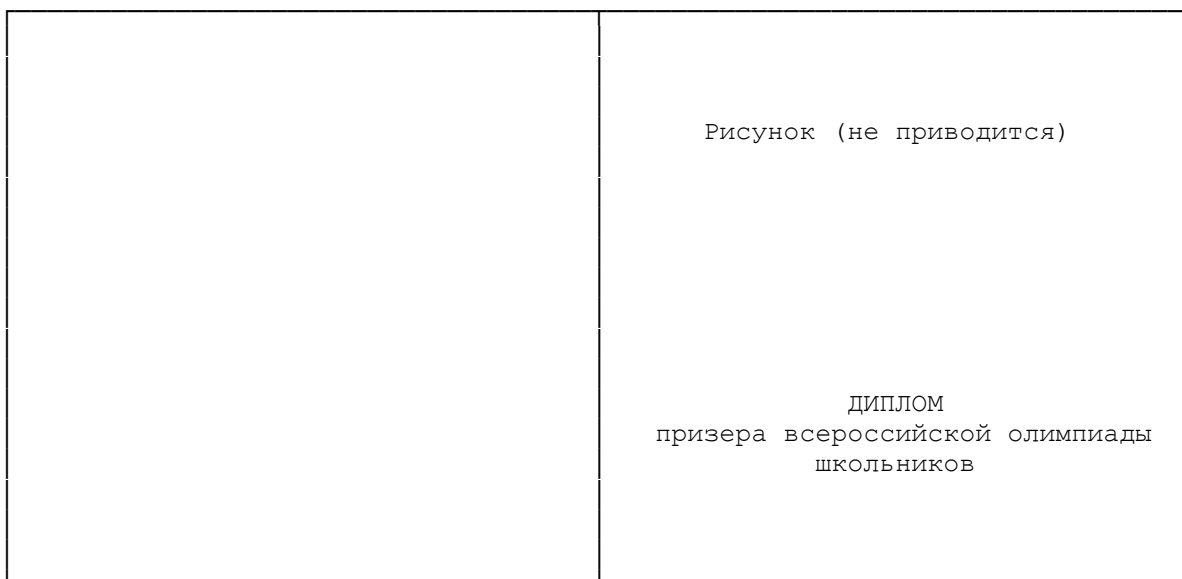 Рисунок (не приводится)
ДИПЛОМ
призера всероссийской олимпиады
школьников